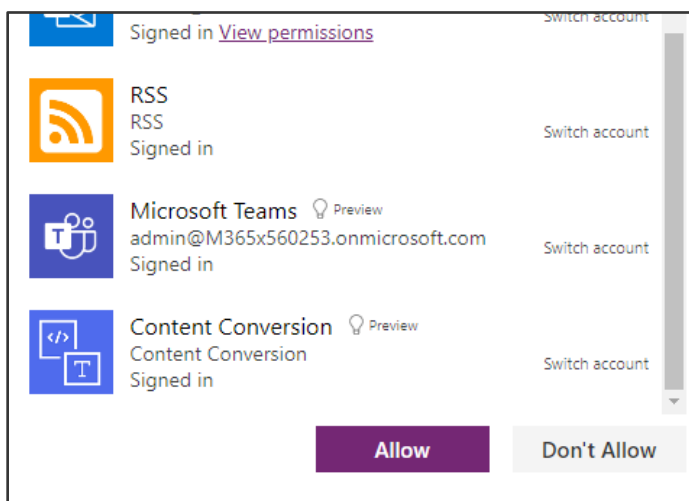 Switch account
Signed in View permissions
RSS
RSS
Signed in
Switch account
Microsoft Teams Preview
admin@M365x560253.onmicrosoft.com
Signed in
Switch account
T
Content Conversion Preview
Content Conversion
Signed in
Switch account
</>
T
Allow
Don't Allow